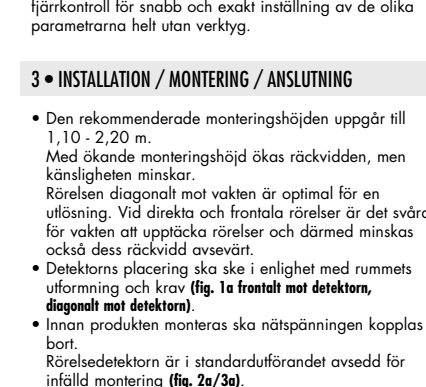 fjärrkontroll för snabb och exakt inställning av de olika
parametrarna helt utan verktyg.
3 • INSTALLATION / MONTERING / ANSLUTNING
• Den rekommenderade monteringshöjden uppgår till
1,10 - 2,20 m.
Med ökande monteringshöjd ökas räckvidden, men
känsligheten minskar.
Rörelsen diagonalt mot vakten är optimal för en
utlösning. Vid direkta och frontala rörelser är det svåra
för vakten att upptäcka rörelser och därmed minskas
också dess räckvidd avsevärt.
• Detektorns placering ska ske i enlighet med rummets
utformning och krav (fig. 1a frontalt mot detektorn,
diagonalt mot detektorn).
• Innan produkten monteras ska nätspänningen kopplas
bort.
Rörelsedetektorn är i standardutförandet avsedd för
infälld montering (fig. 2a/3a).